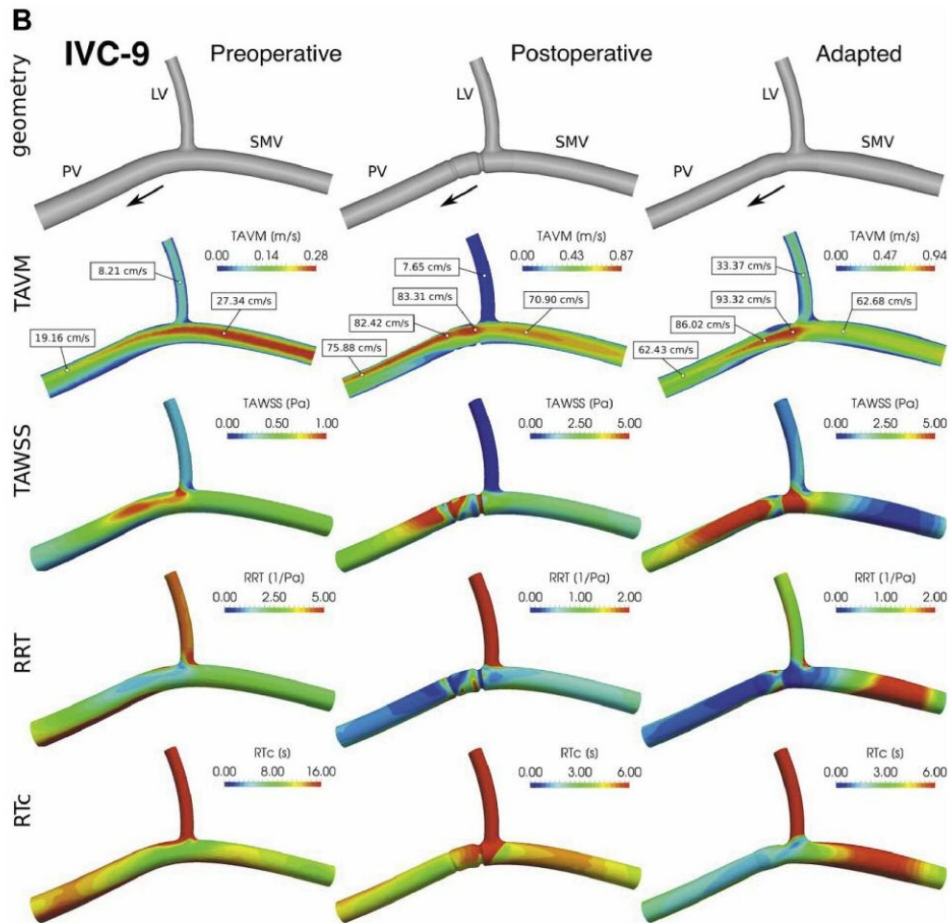 B
IVC-9 Preoperative Postoperative Adapted
geometry
LV LV LV
SMV SMV SMV
PV PV PV
TAVM
TAVM (m/s) TAVM (m/s) TAVM (m/s)
0.00 0.14 0.28 0.00 0.43 0.87 0.00 0.47 0.94
8.21 cm/s 7.65 cm/s 33.37 cm/s
27.34 cm/s 83.31 cm/s 70.90 cm/s 93.32 cm/s 62.68 cm/s
19.16 cm/s 82.42 cm/s 86.02 cm/s
75.88 cm/s 62.43 cm/s
TAWSS
TAWSS (Pa) TAWSS (Pa) TAWSS (Pa)
0.00 0.50 1.00 0.00 2.50 5.00 0.00 2.50 5.00
RRT
RRT (1/Pa) RRT (1/Pa) RRT (1/Pa)
0.00 2.50 5.00 0.00 1.00 2.00 0.00 1.00 2.00
RTc
RTc (s) RTc (s) RTc (s)
0.00 8.00 16.00 0.00 3.00 6.00 0.00 3.00 6.00